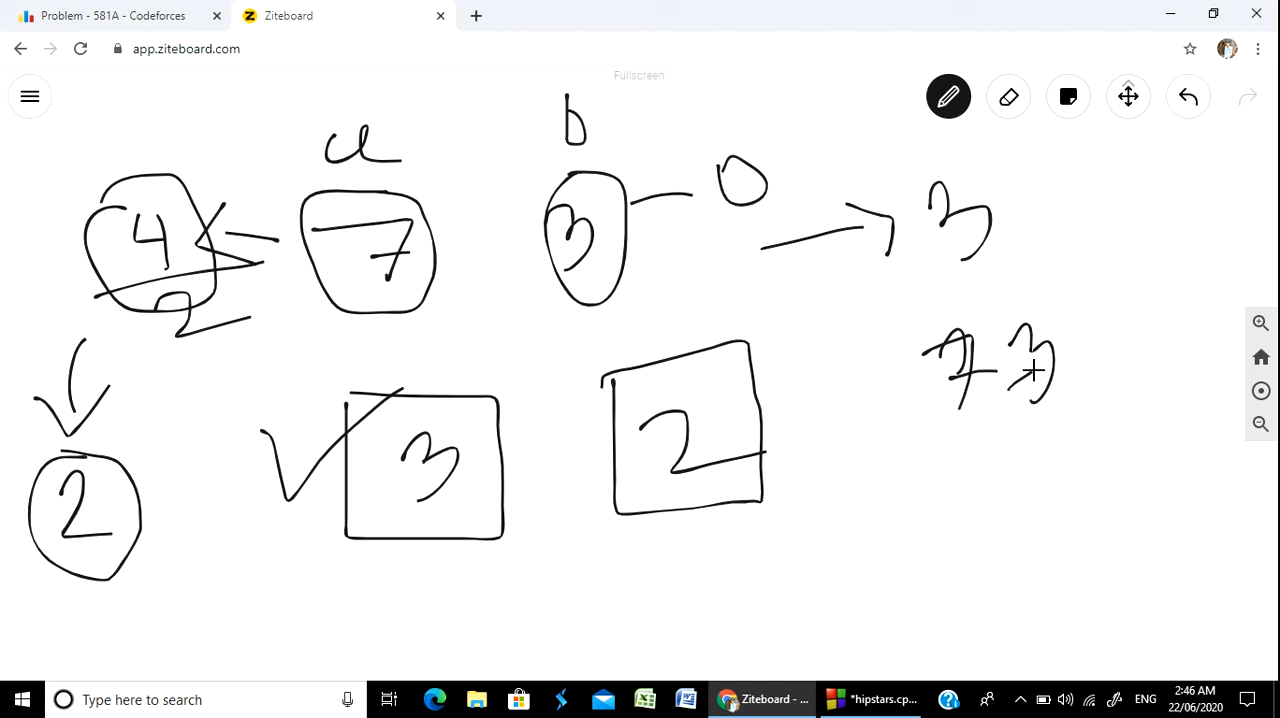 Problem - 581A - Codeforces
Ziteboard
app.ziteboard.com
Fullscreen
a b
4 7 3 0 3
2
7 3
2 3 2
Type here to search
Ziteboard - ...
*hipstars.cp...
ENG
2:46 AM
22/06/2020